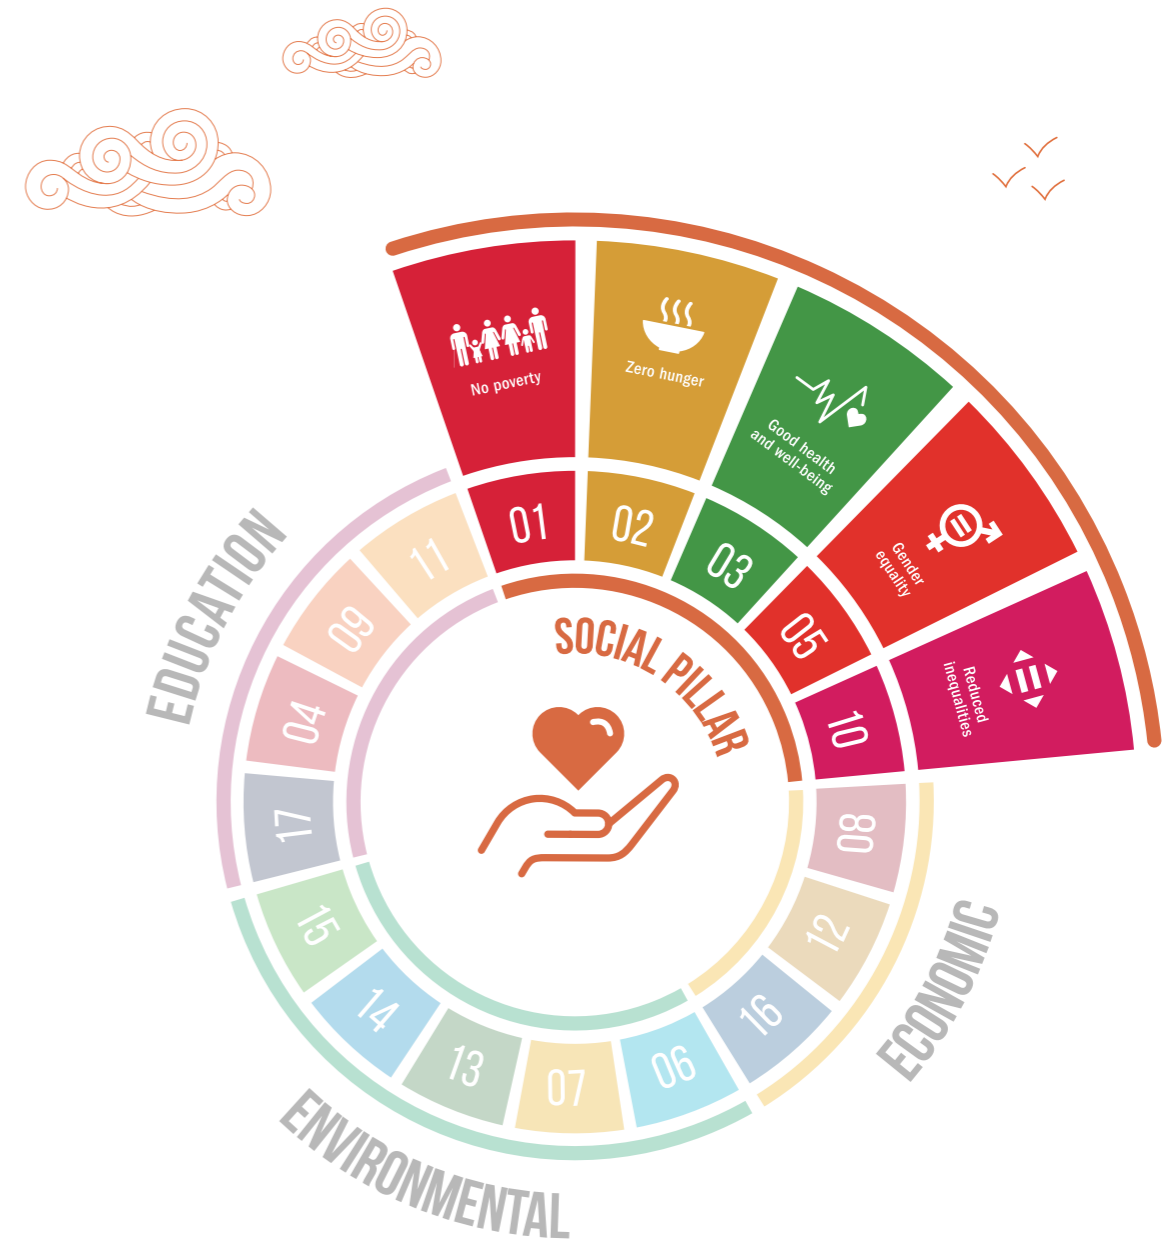 No poverty
Zero hunger
Good health
and well-being
Gender
equality
Reduced
inequalities
01
02
03
05
10
08
12
16
06
07
13
14
15
17
04
09
11
SOCIAL PILLAR
EDUCATION
ECONOMIC
ENVIRONMENTAL